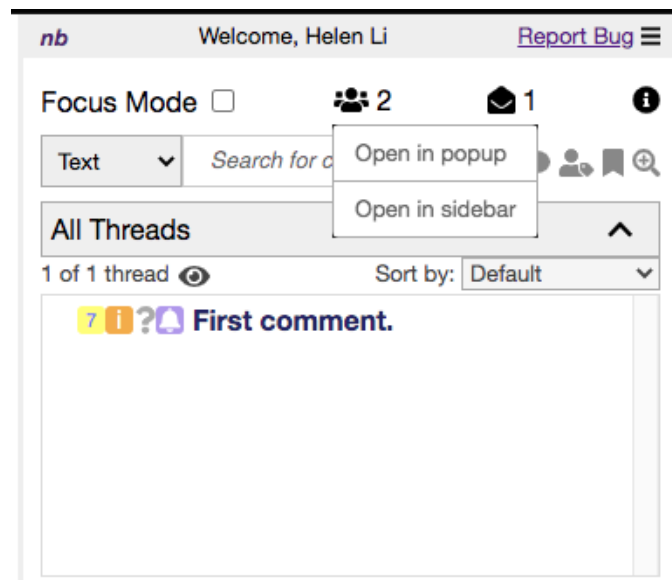 nb Welcome, Helen Li Report Bug
Focus Mode 2 1
Text Search for c
Open in popup
Open in sidebar
All Threads
1 of 1 thread Sort by: Default
7 i ? First comment.